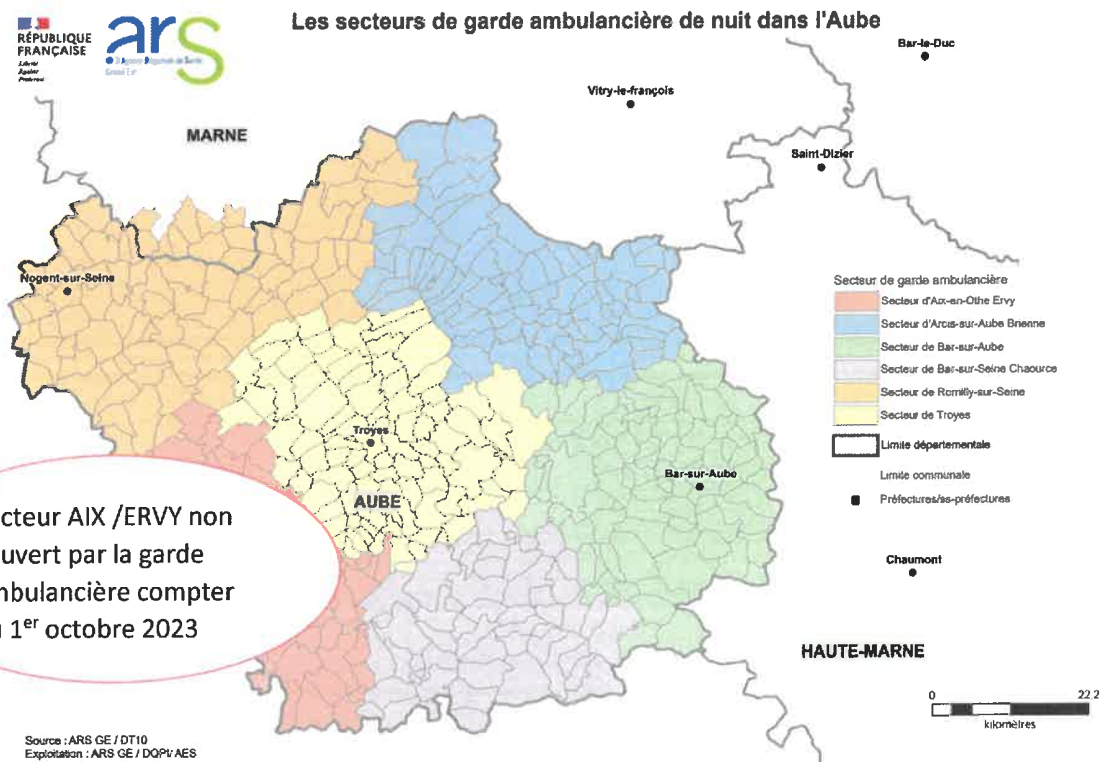 Les secteurs de garde ambulancière de nuit dans l'Aube
RÉPUBLIQUE
FRANÇAISE
Liberté
Égalité
Fraternité
ars
Grand Est
Bar-le-Duc
Vitry-le-françois
MARNE
Saint-Dizier
Nogent-sur-Seine
Secteur de garde ambulancière
Secteur d'Aix-en-Othe Ervy
Secteur d'Arcis-sur-Aube Brienne
Secteur de Bar-sur-Aube
Secteur de Bar-sur-Seine Chaource
Secteur de Romilly-sur-Seine
Secteur de Troyes
Limite départementale
Limite communale
Préfectures/ss-préfectures
Troyes
AUBE
Bar-sur-Aube
cteur AIX /ERVY non
uvert par la garde
mbulancière compter
1er octobre 2023
Chaumont
HAUTE-MARNE
0 22,2
kilomètres
Source : ARS GE / DT10
Exploitation : ARS GE / DQPI/ AES